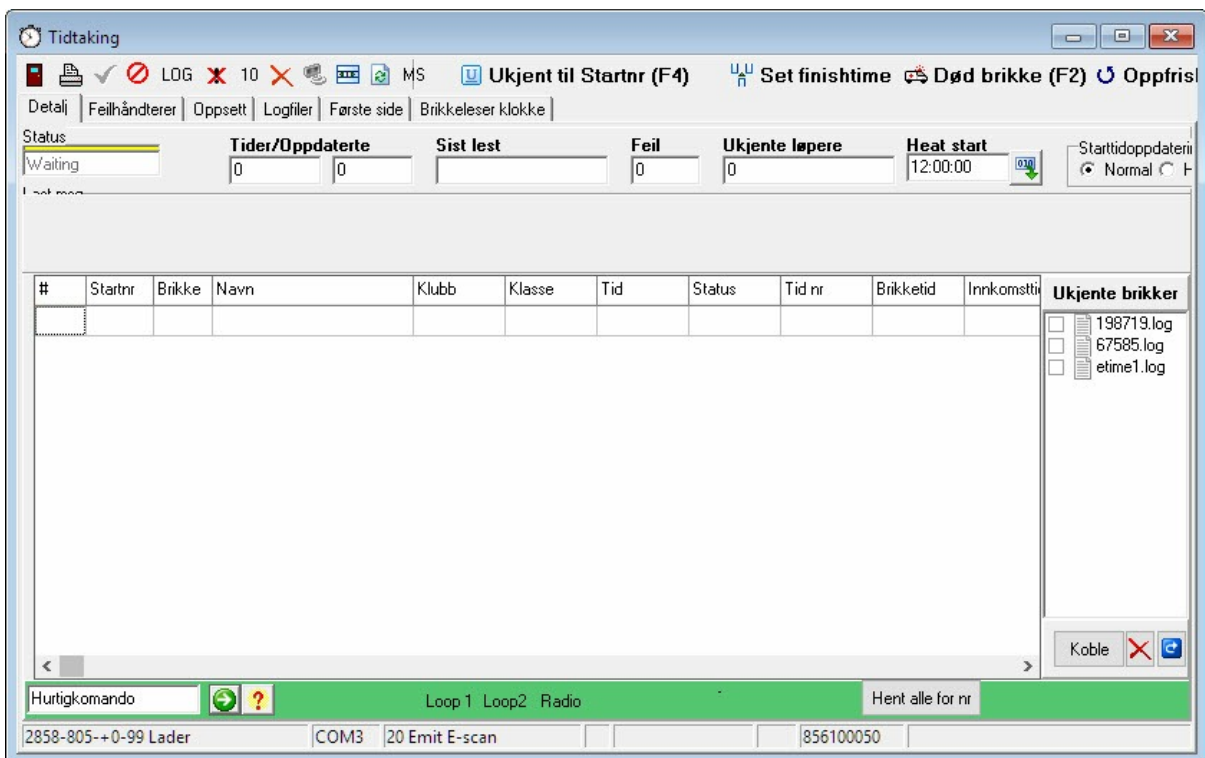 Tidtaking
LOG 10 MS Ukjent til Startnr (F4) Set finishtime Død brikke (F2) Oppfris
Detalj Feilhåndterer Oppsett Logfiler Første side Brikkeleser klokke
Status Tider/Oppdaterte Sist lest Feil Ukjente løpere Heat start Starttidoppdaterii
Waiting 0 0 0 0 12:00:00 Normal H
# Startnr Brikke Navn Klubb Klasse Tid Status Tid nr Brikketid Innkomsttid Ukjente brikker
198719.log
67585.log
etime1.log
Koble
Hurtigkomando Loop 1 Loop2 Radio Hent alle for nr
2858-805-+0-99 Lader COM3 20 Emit E-scan 856100050